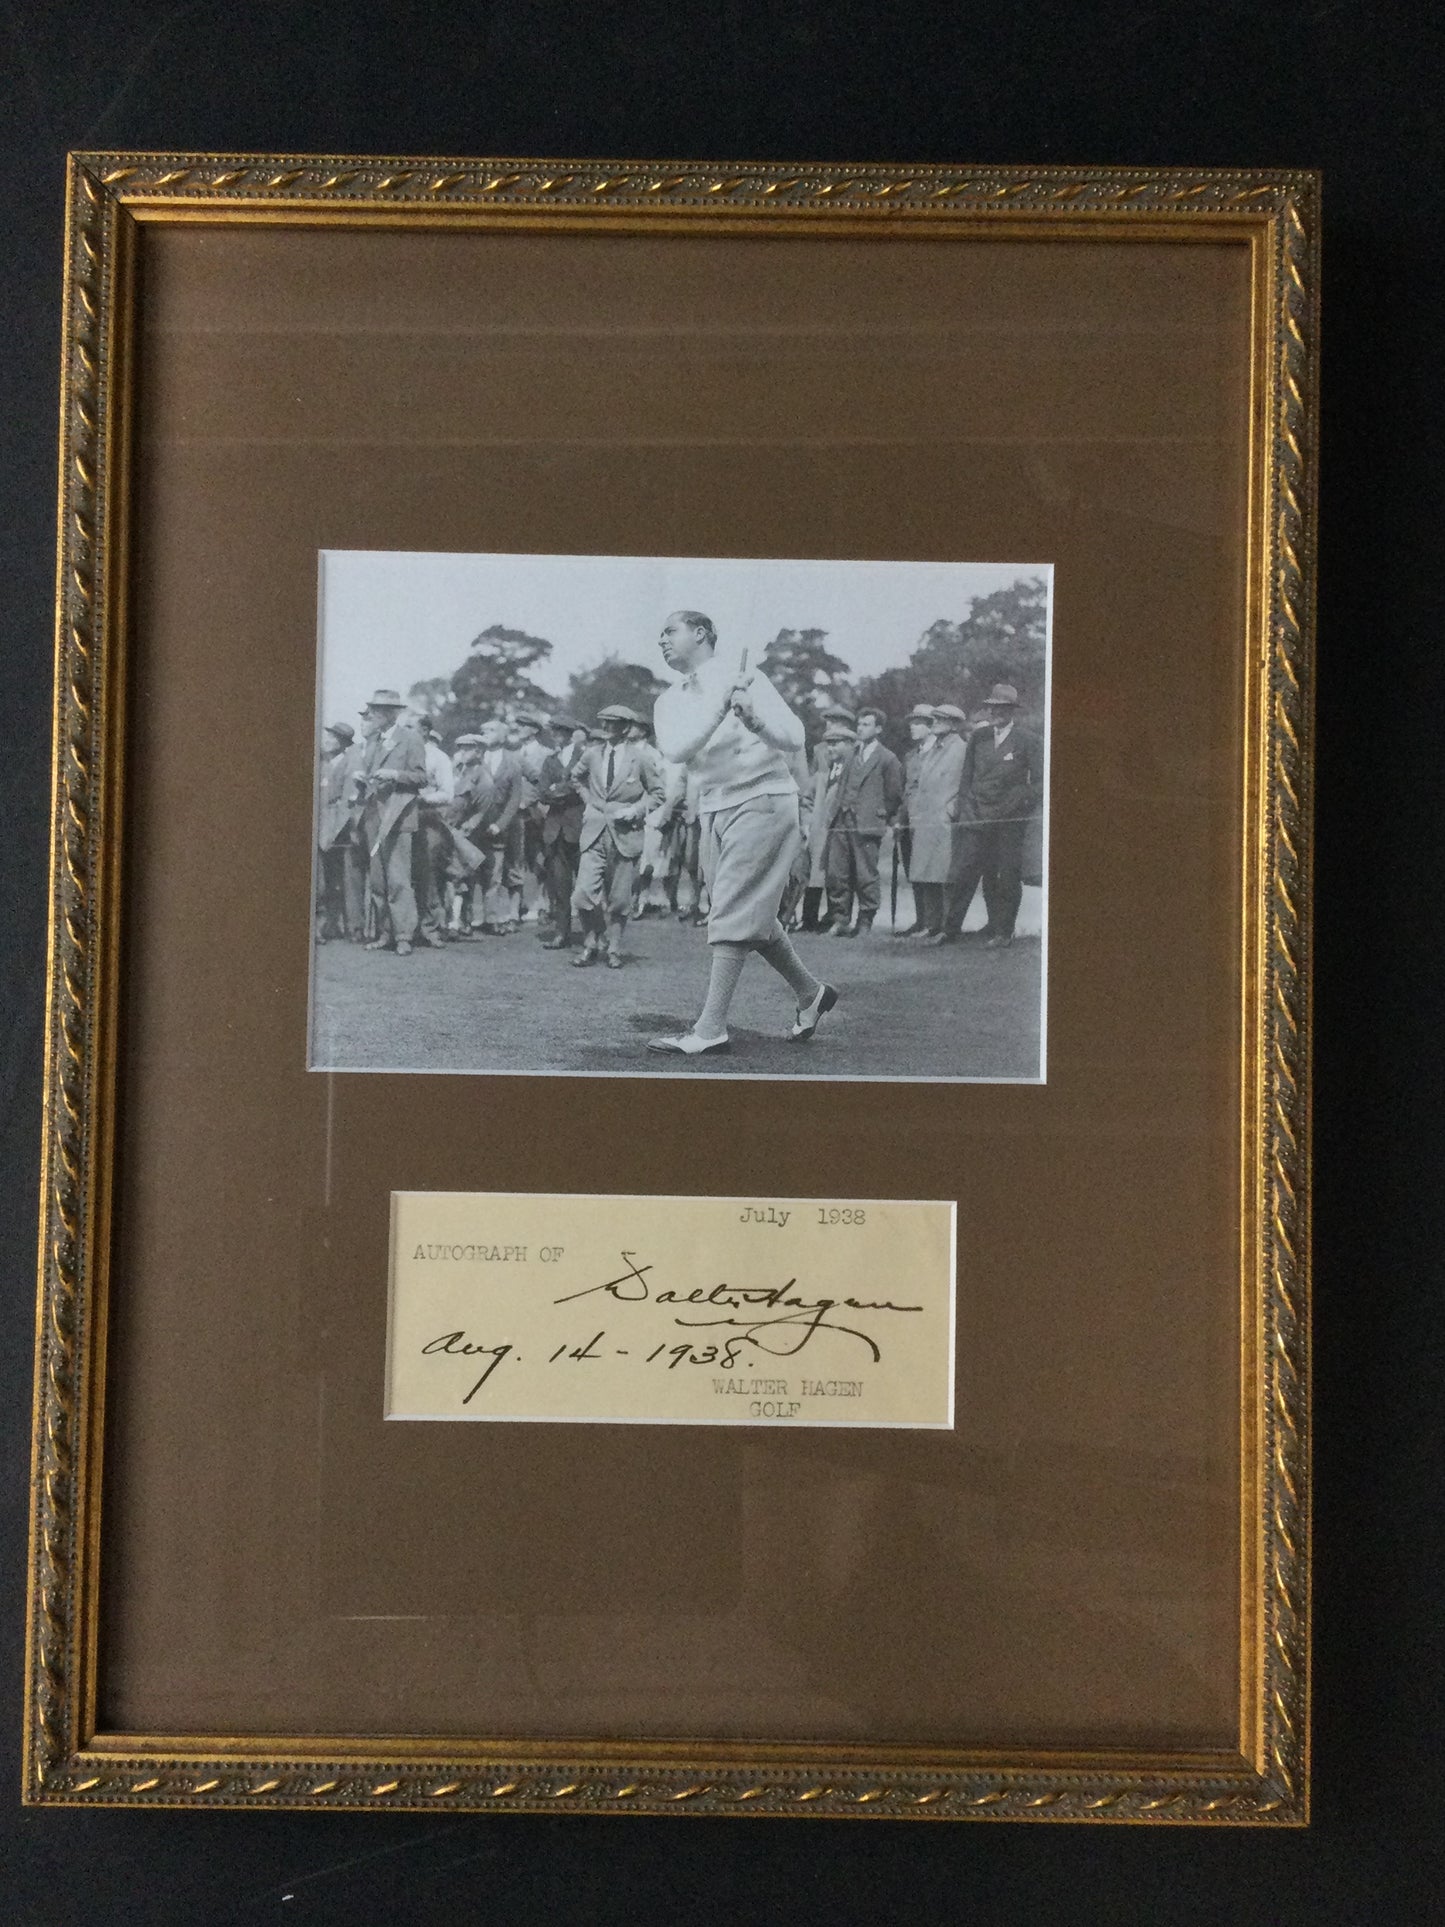 July 1938
AUTOGRAPH OF
Walter Hagen
Aug. 14 - 1938.
WALTER HAGEN
GOLF